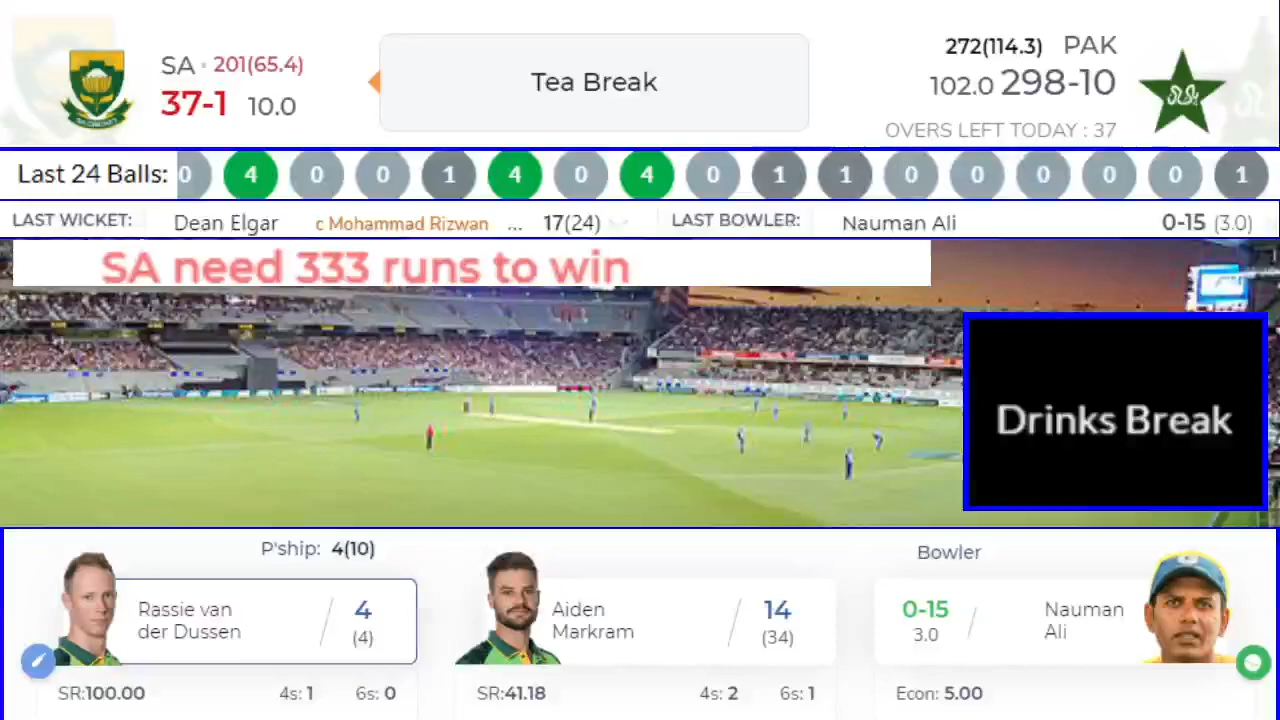 SA • 201(65.4)
37-1 10.0
Tea Break
272(114.3) PAK
102.0 298-10
OVERS LEFT TODAY : 37
Last 24 Balls: 0 4 0 0 1 4 0 4 0 1 1 0 0 0 0 0 1
LAST WICKET: Dean Elgar c Mohammad Rizwan ... 17(24) LAST BOWLER: Nauman Ali 0-15 (3.0)
SA need 333 runs to win
Drinks Break
P'ship: 4(10)
Bowler
Rassie van der Dussen
4
(4)
Aiden Markram
14
(34)
0-15
3.0
Nauman Ali
SR:100.00 4s: 1 6s: 0
SR:41.18 4s: 2 6s: 1
Econ: 5.00